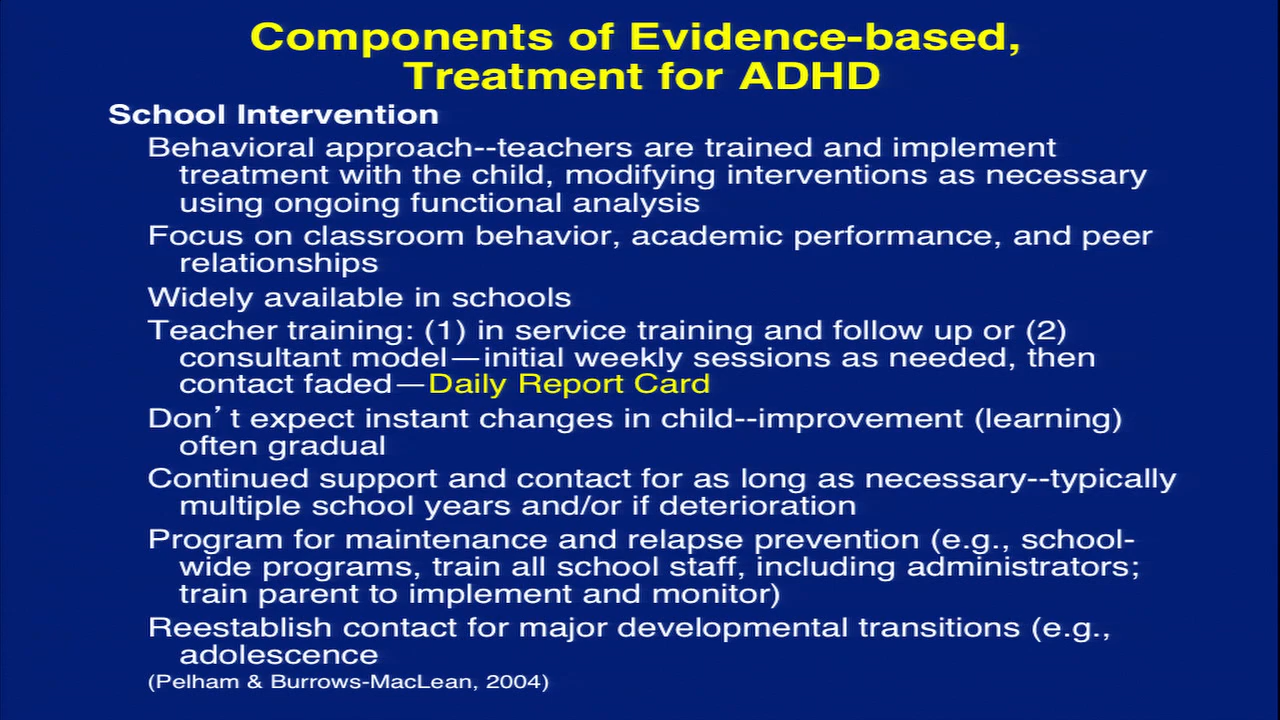 Components of Evidence-based,
Treatment for ADHD
School Intervention
Behavioral approach--teachers are trained and implement
treatment with the child, modifying interventions as necessary
using ongoing functional analysis
Focus on classroom behavior, academic performance, and peer
relationships
Widely available in schools
Teacher training: (1) in service training and follow up or (2)
consultant model—initial weekly sessions as needed, then
contact faded—Daily Report Card
Don’ t expect instant changes in child--improvement (learning)
often gradual
Continued support and contact for as long as necessary--typically
multiple school years and/or if deterioration
Program for maintenance and relapse prevention (e.g., school-
wide programs, train all school staff, including administrators;
train parent to implement and monitor)
Reestablish contact for major developmental transitions (e.g.,
adolescence
(Pelham & Burrows-MacLean, 2004)